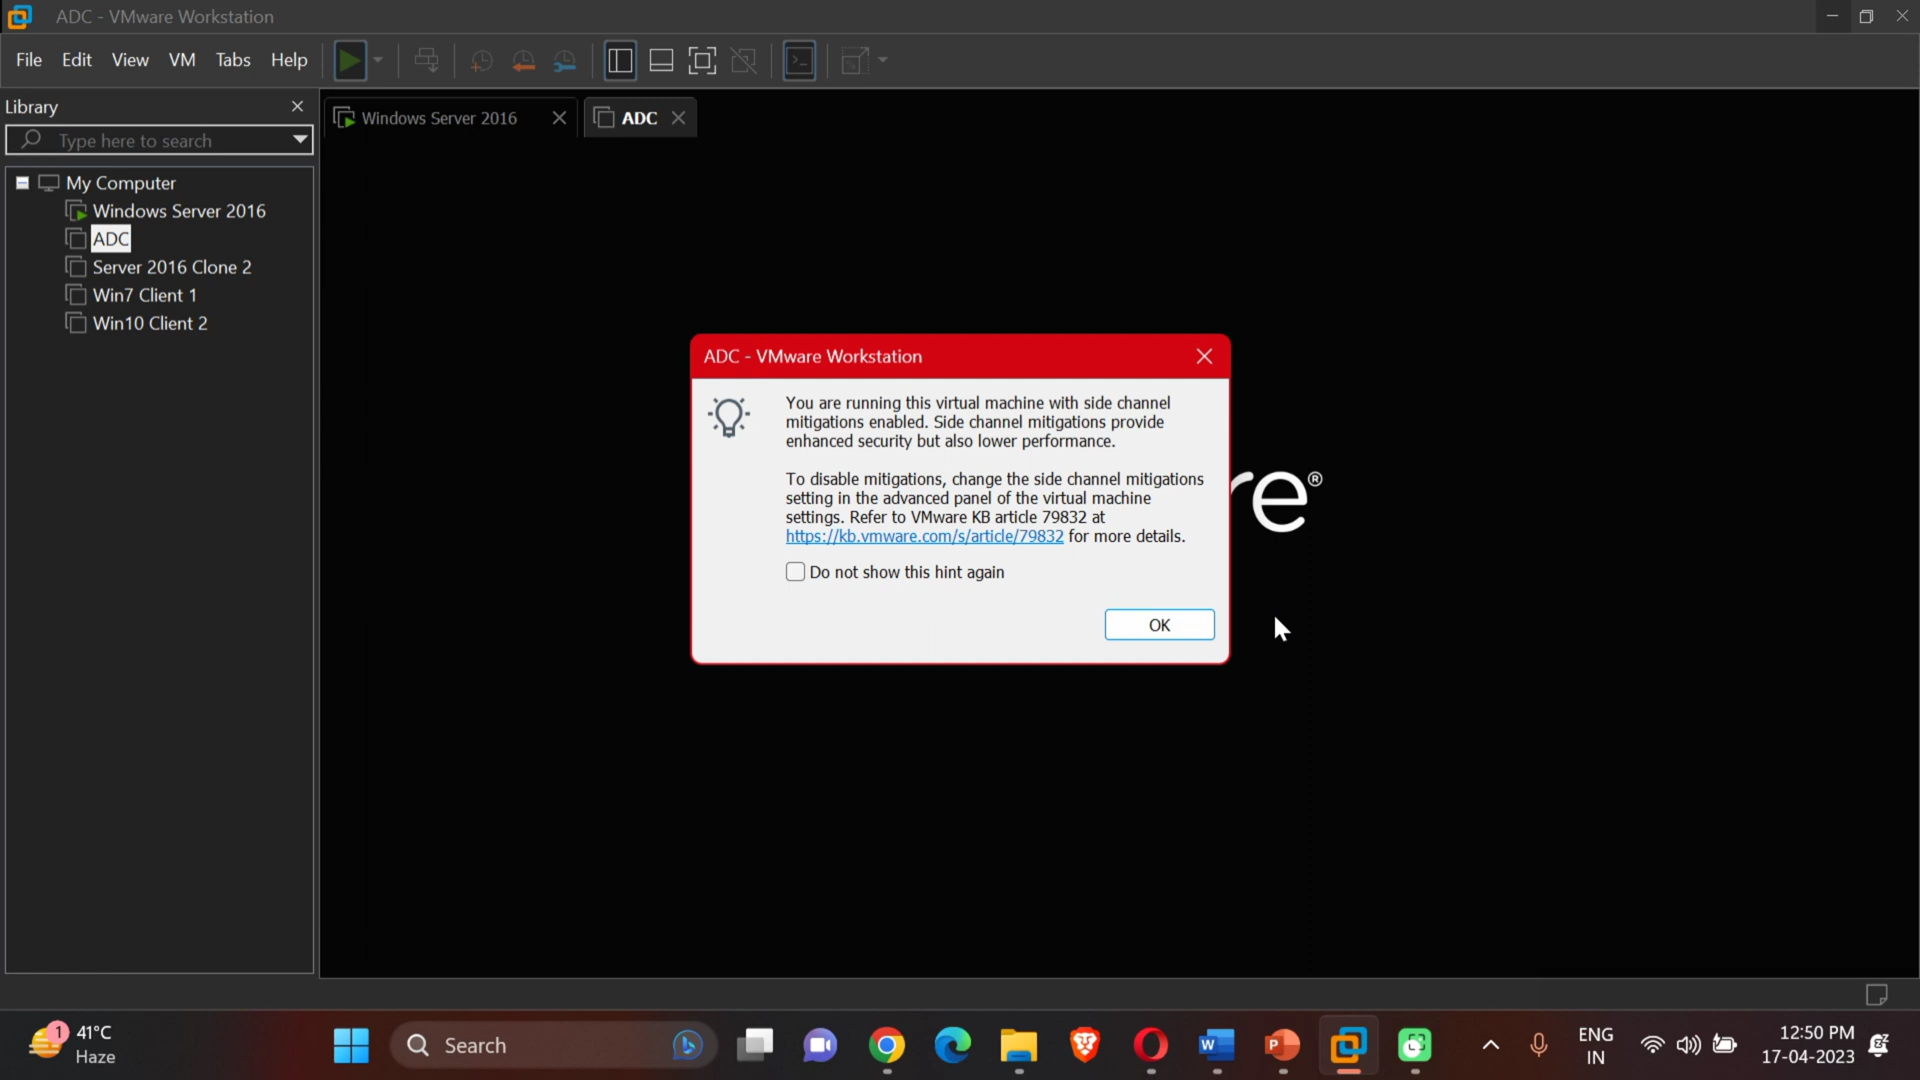 ADC - VMware Workstation
File Edit View VM Tabs Help
Library
Type here to search
My Computer
Windows Server 2016
ADC
Server 2016 Clone 2
Win7 Client 1
Win10 Client 2
Windows Server 2016
ADC
ADC - VMware Workstation
You are running this virtual machine with side channel
mitigations enabled. Side channel mitigations provide
enhanced security but also lower performance.
To disable mitigations, change the side channel mitigations
setting in the advanced panel of the virtual machine
settings. Refer to VMware KB article 79832 at
https://kb.vmware.com/s/article/79832 for more details.
Do not show this hint again
OK
re®
1
41°C
Haze
Search
ENG
IN
12:50 PM
17-04-2023